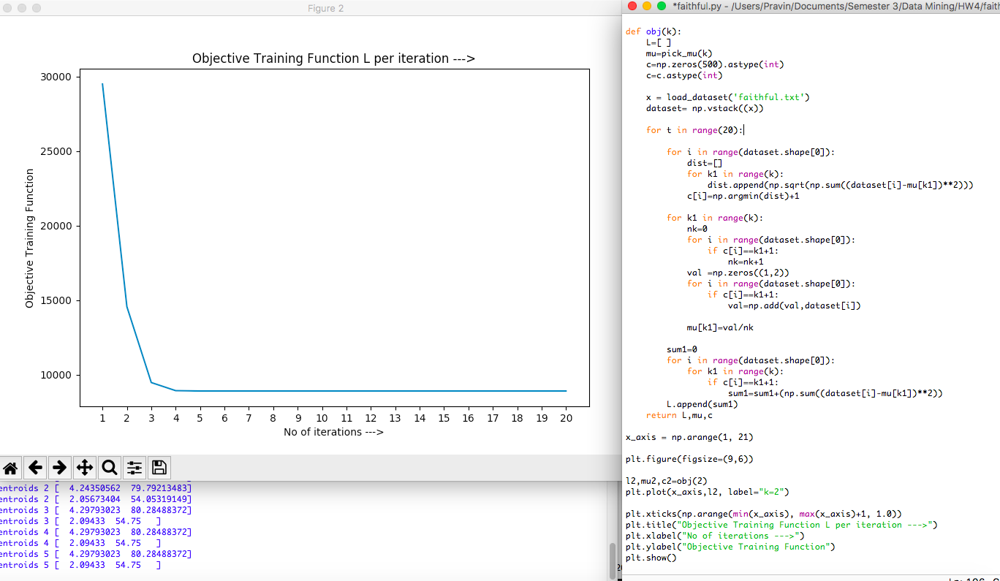 Figure 2
Objective Training Function L per iteration --->
30000
25000
20000
15000
10000
Objective Training Function
1 2 3 4 5 6 7 8 9 10 11 12 13 14 15 16 17 18 19 20
No of iterations --->
entroids 2 [ 4.24350562 79.79213483]
entroids 2 [ 2.05673404 54.05319149]
entroids 3 [ 4.29793023 80.28488372]
entroids 3 [ 2.09433 54.75 ]
entroids 4 [ 4.29793023 80.28488372]
entroids 4 [ 2.09433 54.75 ]
entroids 5 [ 4.29793023 80.28488372]
entroids 5 [ 2.09433 54.75 ]
*faithful.py - /Users/Pravin/Documents/Semester 3/Data Mining/HW4/faith
def obj(k):
    L=[ ]
    mu=pick_mu(k)
    c=np.zeros(500).astype(int)
    c=c.astype(int)
    x = load_dataset('faithful.txt')
    dataset= np.vstack((x))
    for t in range(20):
        for i in range(dataset.shape[0]):
            dist=[]
            for k1 in range(k):
                dist.append(np.sqrt(np.sum((dataset[i]-mu[k1])**2)))
            c[i]=np.argmin(dist)+1
        for k1 in range(k):
            nk=0
            for i in range(dataset.shape[0]):
                if c[i]==k1+1:
                    nk=nk+1
            val =np.zeros((1,2))
            for i in range(dataset.shape[0]):
                if c[i]==k1+1:
                    val=np.add(val,dataset[i])
            mu[k1]=val/nk
        sum1=0
        for i in range(dataset.shape[0]):
            for k1 in range(k):
                if c[i]==k1+1:
                    sum1=sum1+(np.sum((dataset[i]-mu[k1])**2))
        L.append(sum1)
    return L,mu,c
x_axis = np.arange(1, 21)
plt.figure(figsize=(9,6))
l2,mu2,c2=obj(2)
plt.plot(x_axis,l2, label="k=2")
plt.xticks(np.arange(min(x_axis), max(x_axis)+1, 1.0))
plt.title("Objective Training Function L per iteration --->")
plt.xlabel("No of iterations --->")
plt.ylabel("Objective Training Function")
plt.show()